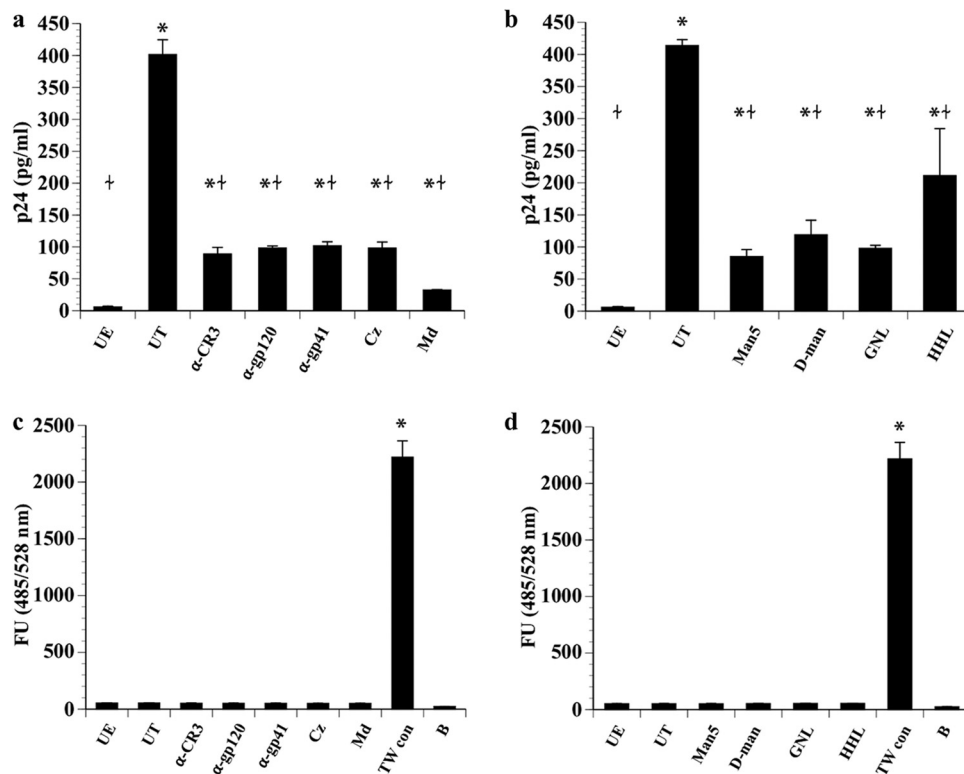 a
p24 (pg/ml)
450
400
350
300
250
200
150
100
50
0
*
⍭
*⍭ *⍭ *⍭ *⍭ *⍭
UE UT α-CR3 α-gp120 α-gp41 Cz Md
b
p24 (pg/ml)
450
400
350
300
250
200
150
100
50
0
*
⍭ *⍭ *⍭ *⍭ *⍭
UE UT Man5 D-man GNL HHL
c
FU (485/528 nm)
2500
2000
1500
1000
500
0
*
UE UT α-CR3 α-gp120 α-gp41 Cz Md TW con B
d
FU (485/528 nm)
2500
2000
1500
1000
500
0
*
UE UT Man5 D-man GNL HHL TW con B